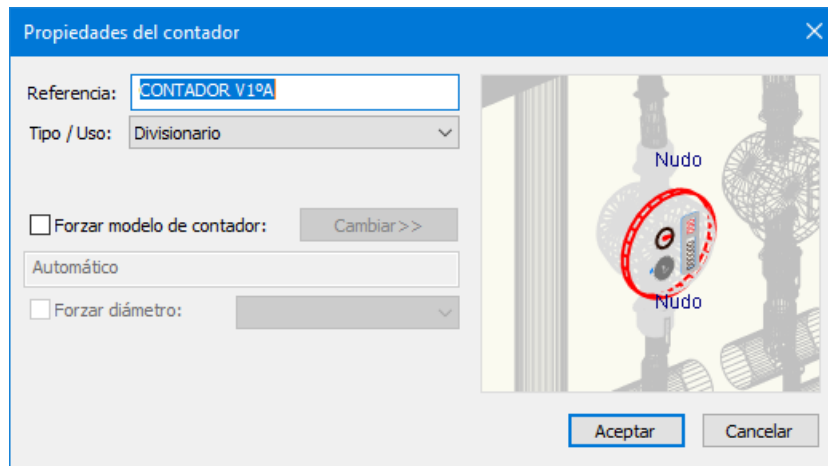 Propiedades del contador
Referencia: CONTADOR V1ºA
Tipo / Uso: Divisionario
Forzar modelo de contador: Cambiar>>
Automático
Forzar diámetro:
Nudo
Nudo
Aceptar Cancelar